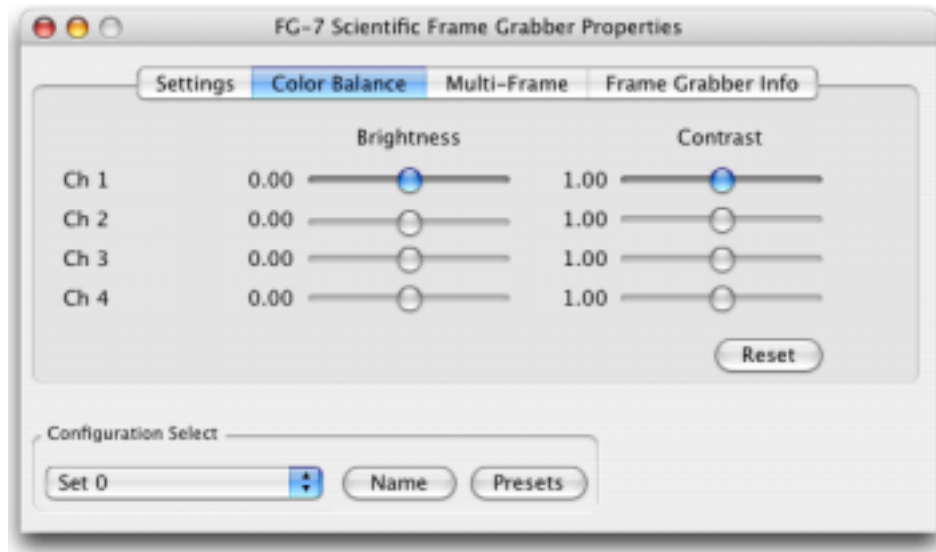 FG-7 Scientific Frame Grabber Properties
Settings Color Balance Multi-Frame Frame Grabber Info
Brightness Contrast
Ch 1 0.00 1.00
Ch 2 0.00 1.00
Ch 3 0.00 1.00
Ch 4 0.00 1.00
Reset
Configuration Select
Set 0 Name Presets